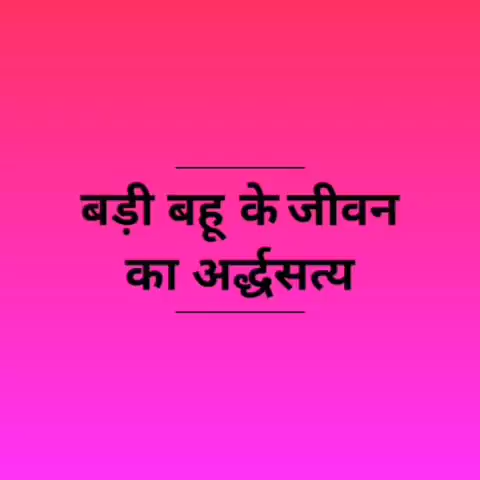 बड़ी बहू के जीवन
का अर्द्धसत्य